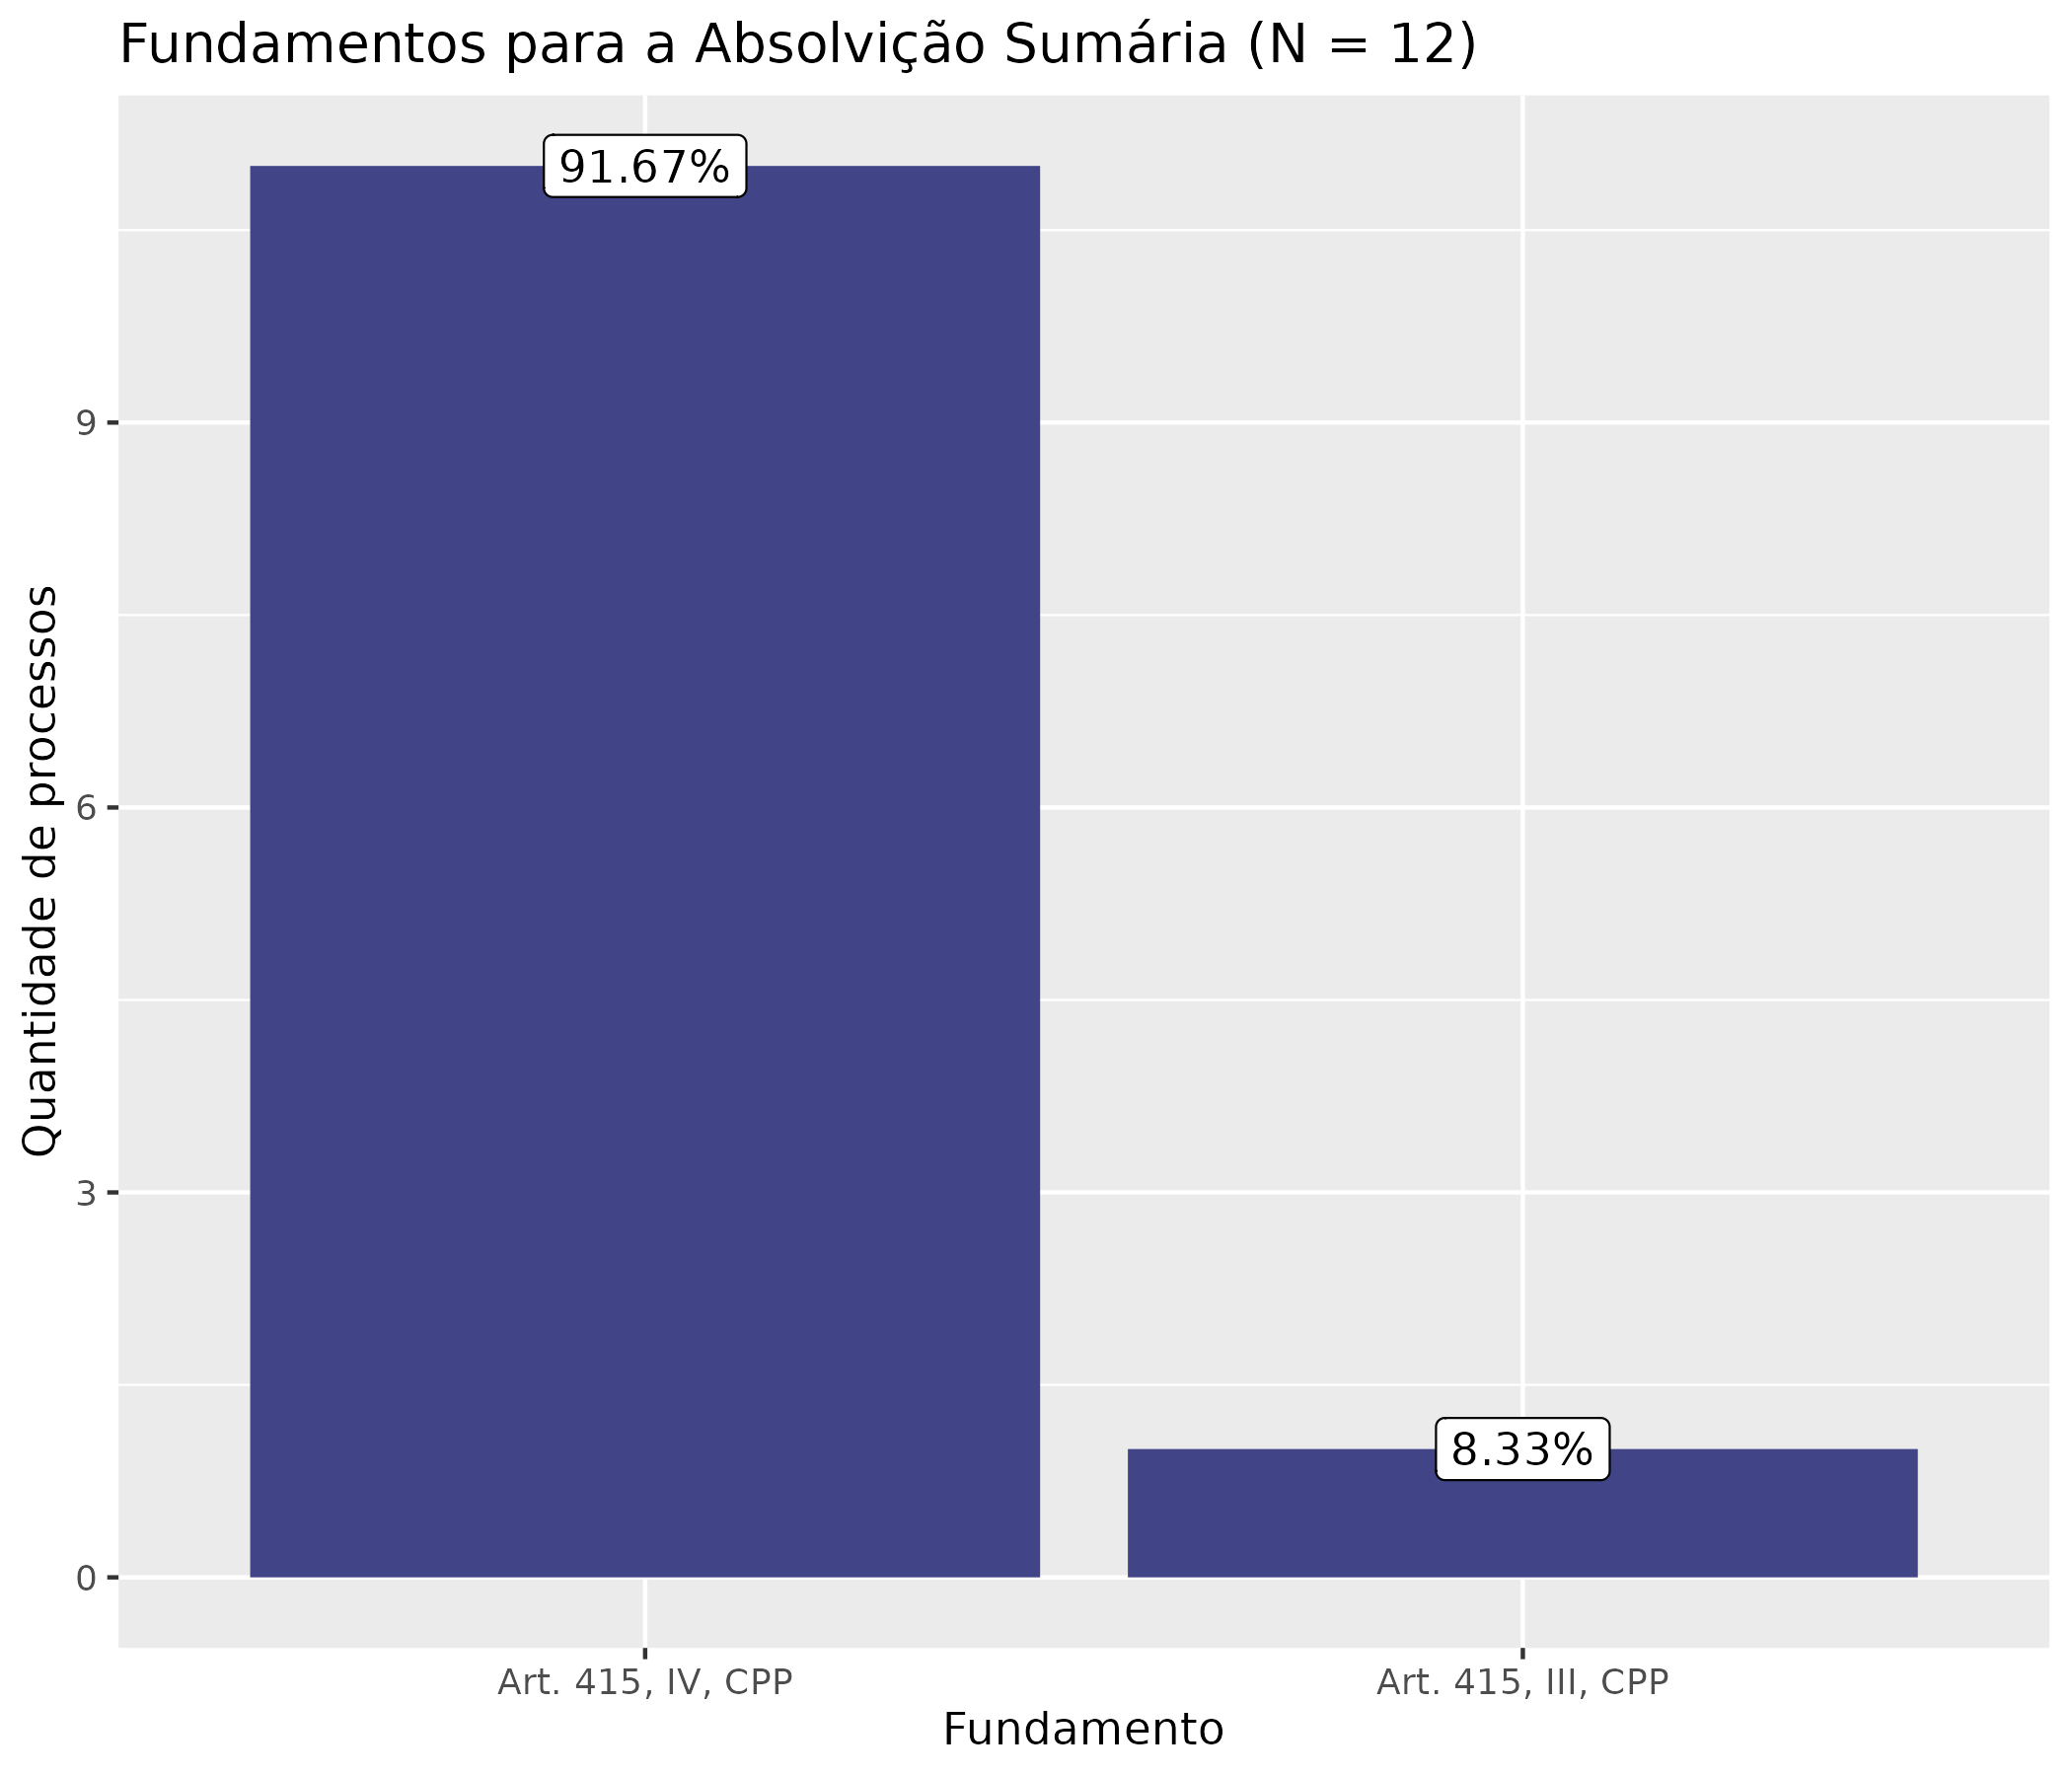 Fundamentos para a Absolvição Sumária (N = 12)
91.67%
8.33%
9
6
3
0
Quantidade de processos
Art. 415, IV, CPP
Art. 415, III, CPP
Fundamento